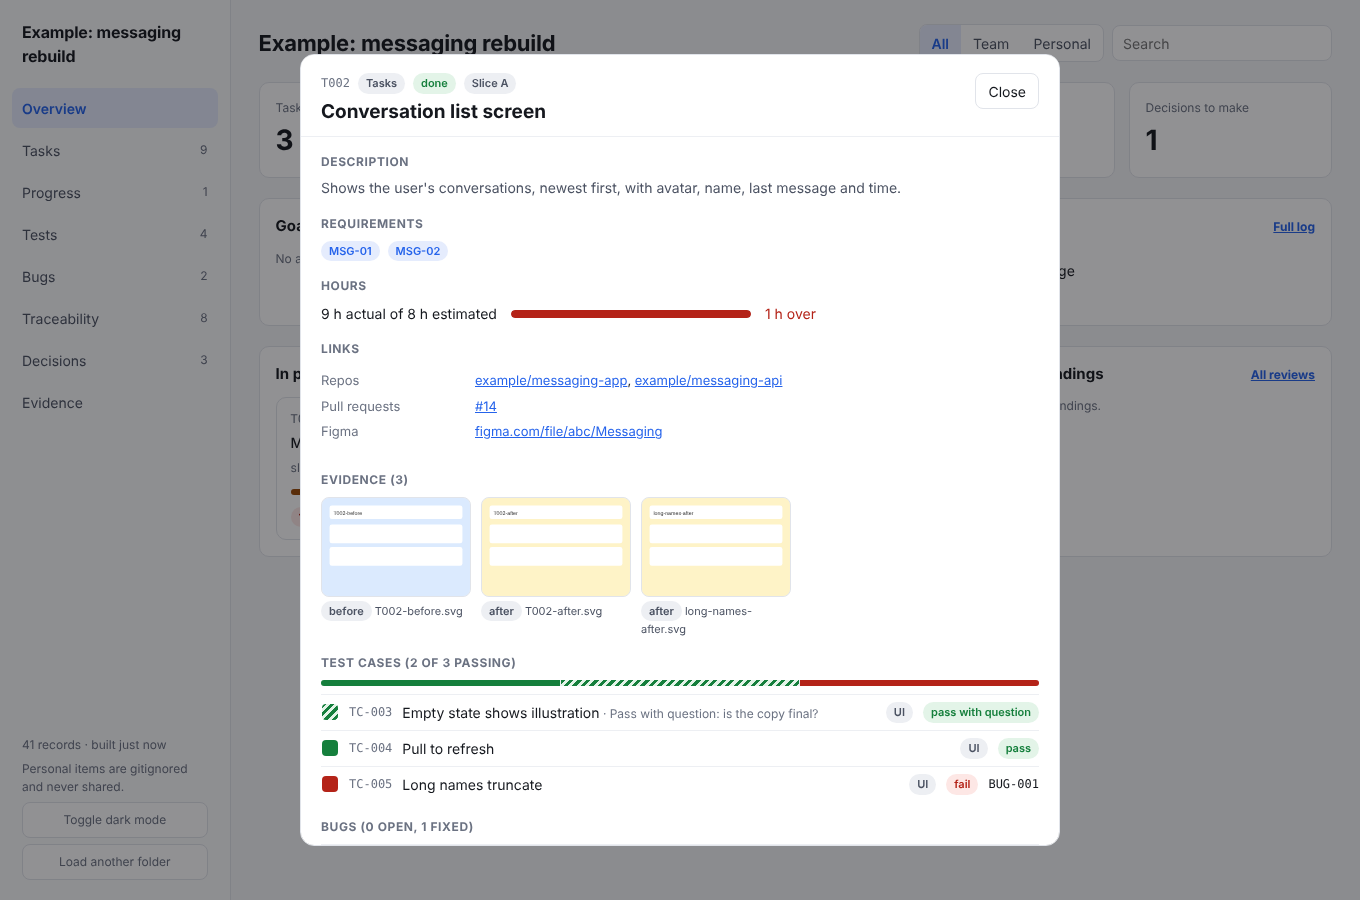 Example: messaging
rebuild
Overview
Tasks 9
Progress 1
Tests 4
Bugs 2
Traceability 8
Decisions 3
Evidence
41 records · built just now
Personal items are gitignored
and never shared.
Toggle dark mode
Load another folder
Example: messaging rebuild
All Team Personal
Search
3
Decisions to make
1
Full log
All reviews
T002 Tasks done Slice A
Conversation list screen
Close
DESCRIPTION
Shows the user's conversations, newest first, with avatar, name, last message and time.
REQUIREMENTS
MSG-01 MSG-02
HOURS
9 h actual of 8 h estimated 1 h over
LINKS
Repos example/messaging-app, example/messaging-api
Pull requests #14
Figma figma.com/file/abc/Messaging
EVIDENCE (3)
T002-before T002-after long-names-after
before T002-before.svg
after T002-after.svg
after long-names-
after.svg
TEST CASES (2 OF 3 PASSING)
TC-003 Empty state shows illustration · Pass with question: is the copy final? UI pass with question
TC-004 Pull to refresh UI pass
TC-005 Long names truncate UI fail BUG-001
BUGS (0 OPEN, 1 FIXED)